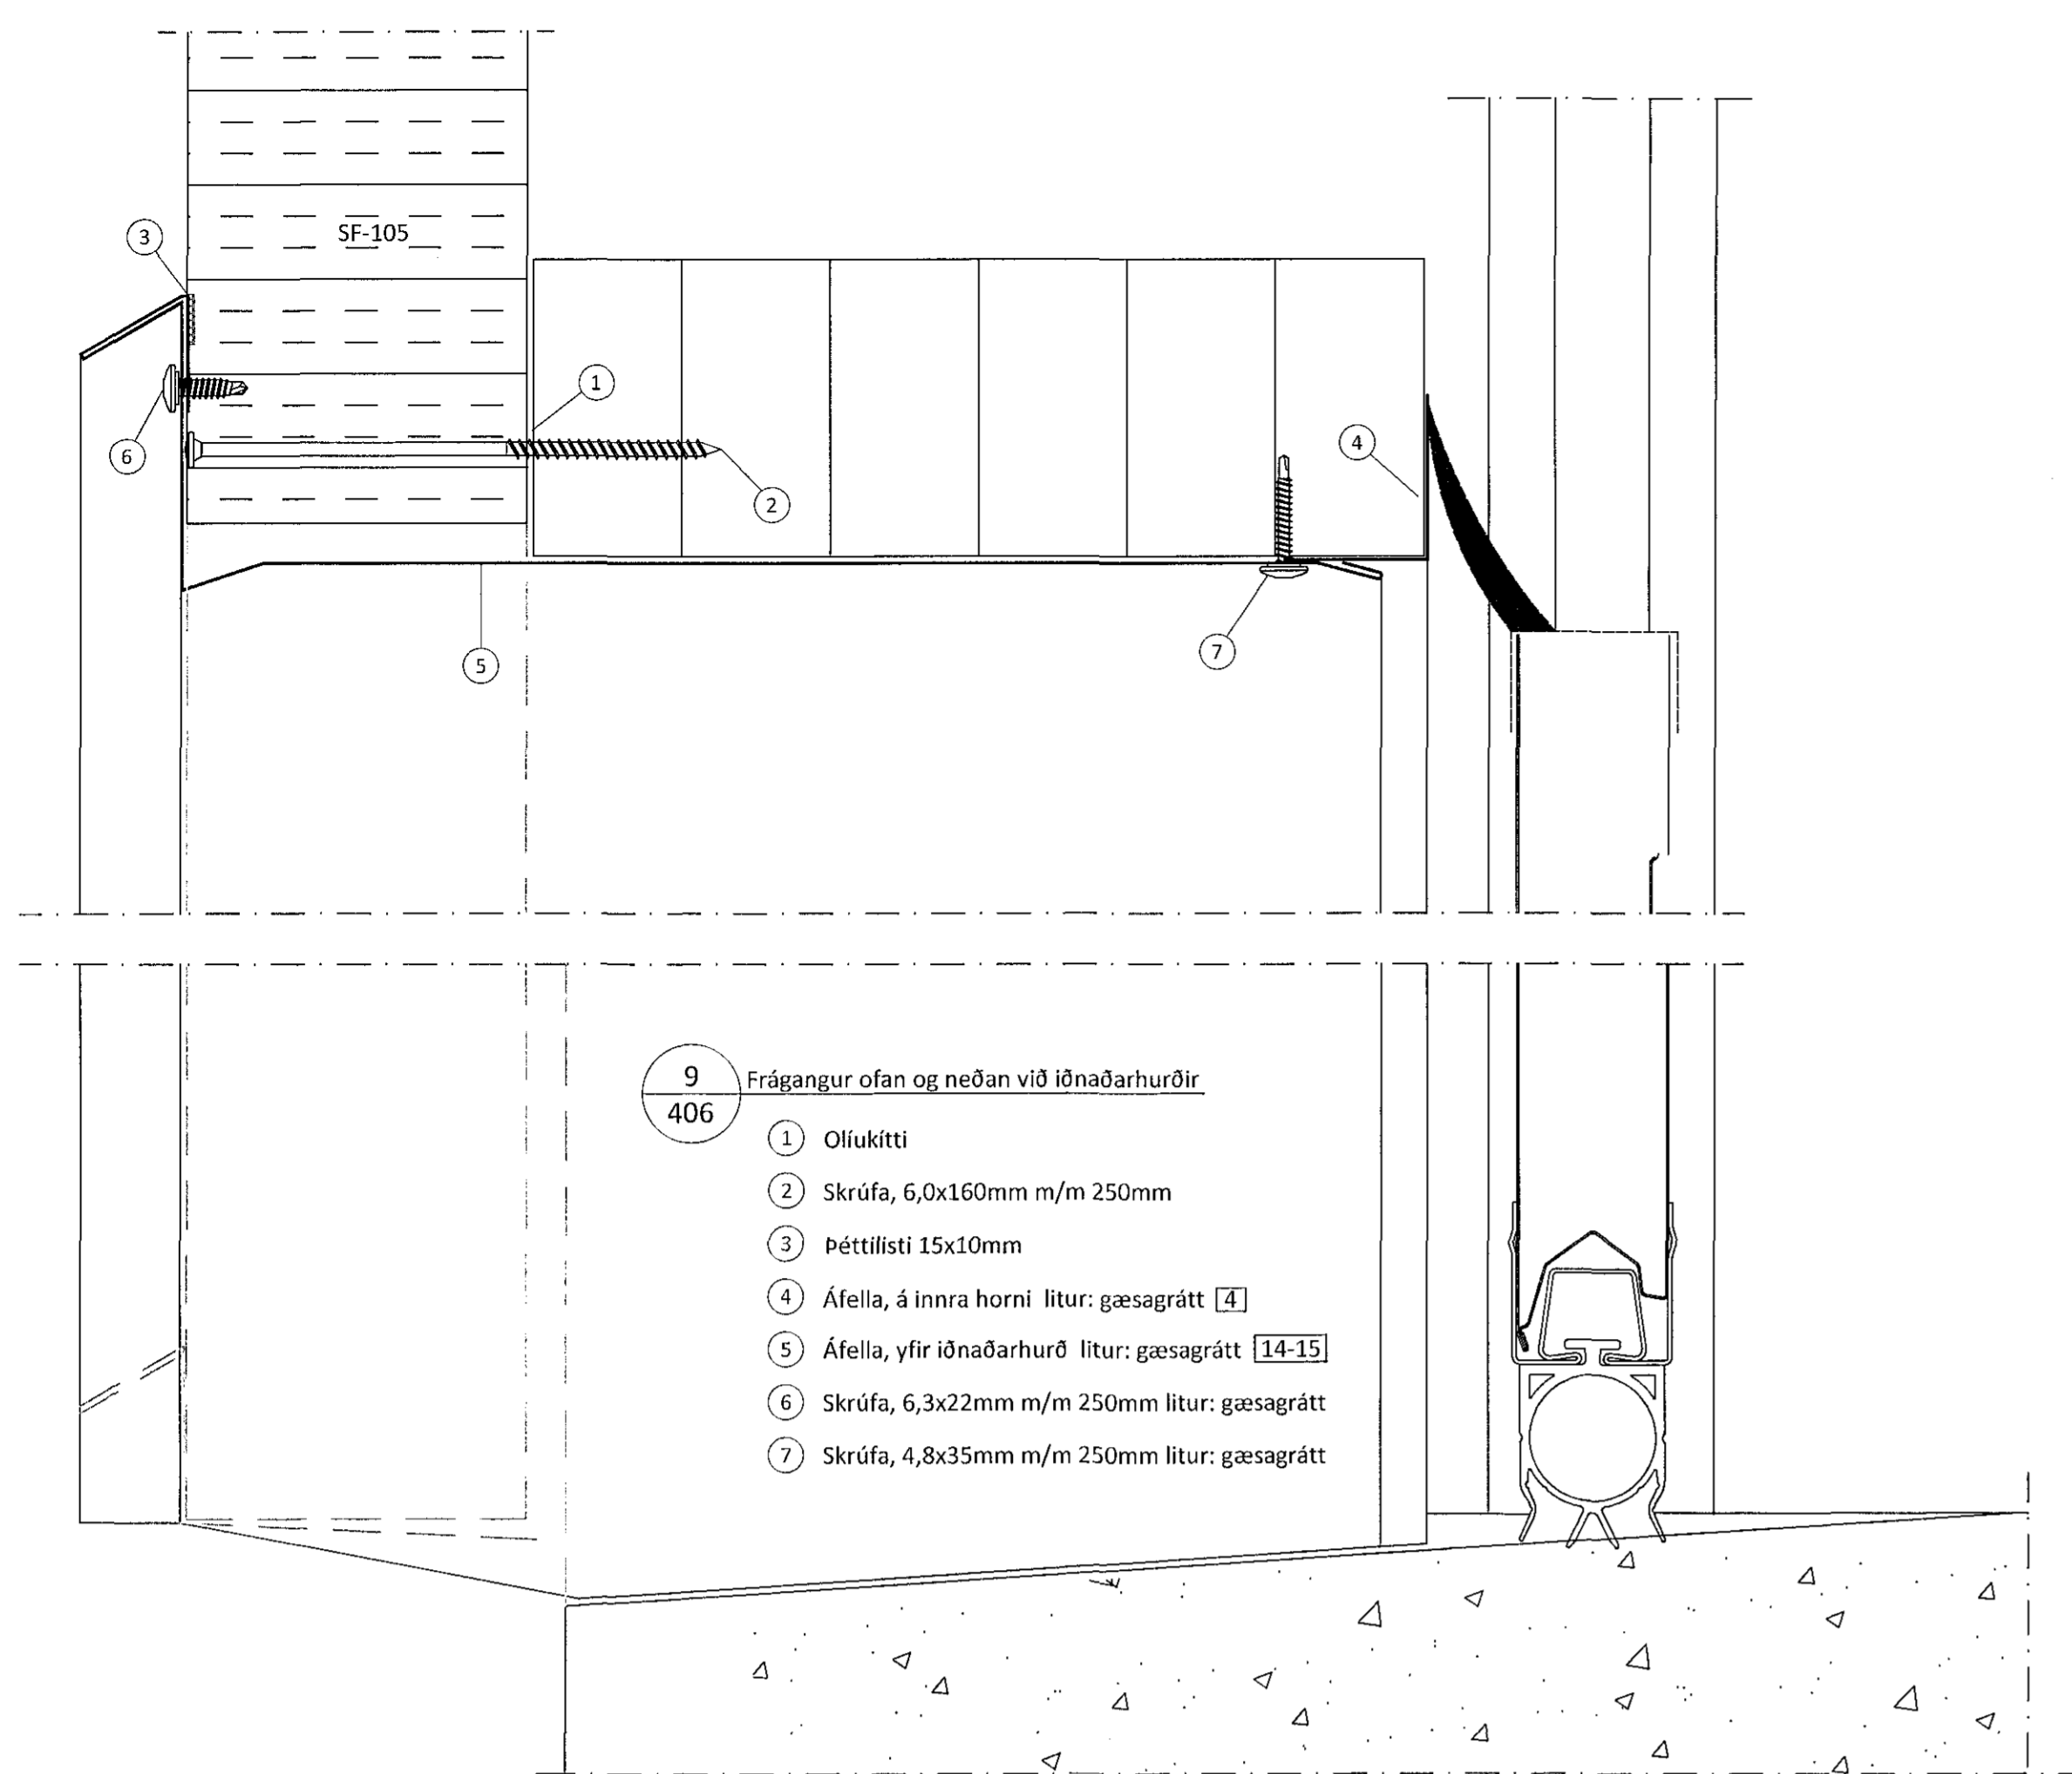 SF-105
3
1
6
4
2
5
7
9
406
Frágangur ofan og neðan við iðnaðarhurðir
1 Olíukítti
2 Skrúfa, 6,0x160mm m/m 250mm
3 Þéttilisti 15x10mm
4 Áfella, á innra horni litur: gæsagrátt 4
5 Áfella, yfir iðnaðarhurð litur: gæsagrátt 14-15
6 Skrúfa, 6,3x22mm m/m 250mm litur: gæsagrátt
7 Skrúfa, 4,8x35mm m/m 250mm litur: gæsagrátt